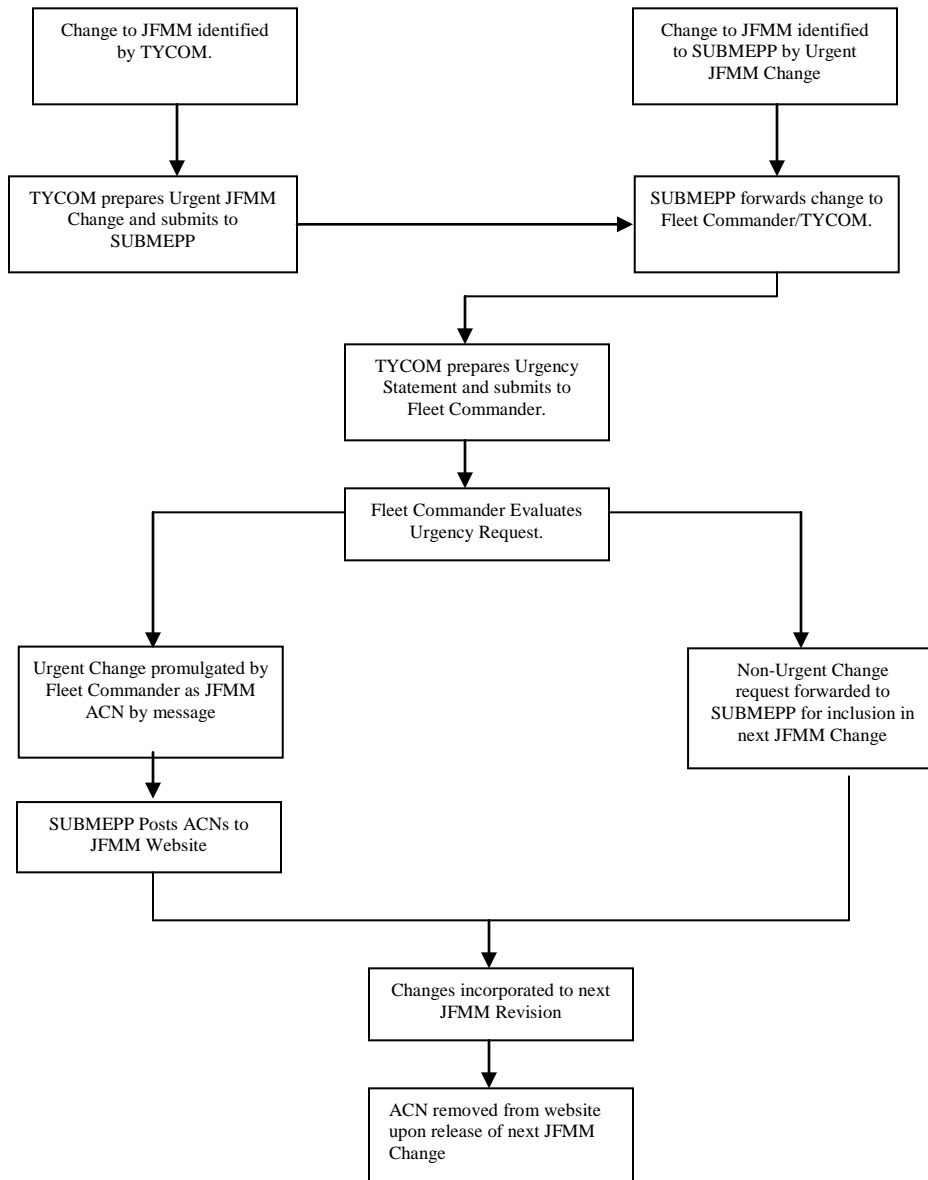 Change to JFMM identified
by TYCOM.
Change to JFMM identified
to SUBMEPP by Urgent
JFMM Change
TYCOM prepares Urgent JFMM
Change and submits to
SUBMEPP
SUBMEPP forwards change to
Fleet Commander/TYCOM.
TYCOM prepares Urgency
Statement and submits to
Fleet Commander.
Fleet Commander Evaluates
Urgency Request.
Urgent Change promulgated by
Fleet Commander as JFMM
ACN by message
Non-Urgent Change
request forwarded to
SUBMEPP for inclusion in
next JFMM Change
SUBMEPP Posts ACNs to
JFMM Website
Changes incorporated to next
JFMM Revision
ACN removed from website
upon release of next JFMM
Change